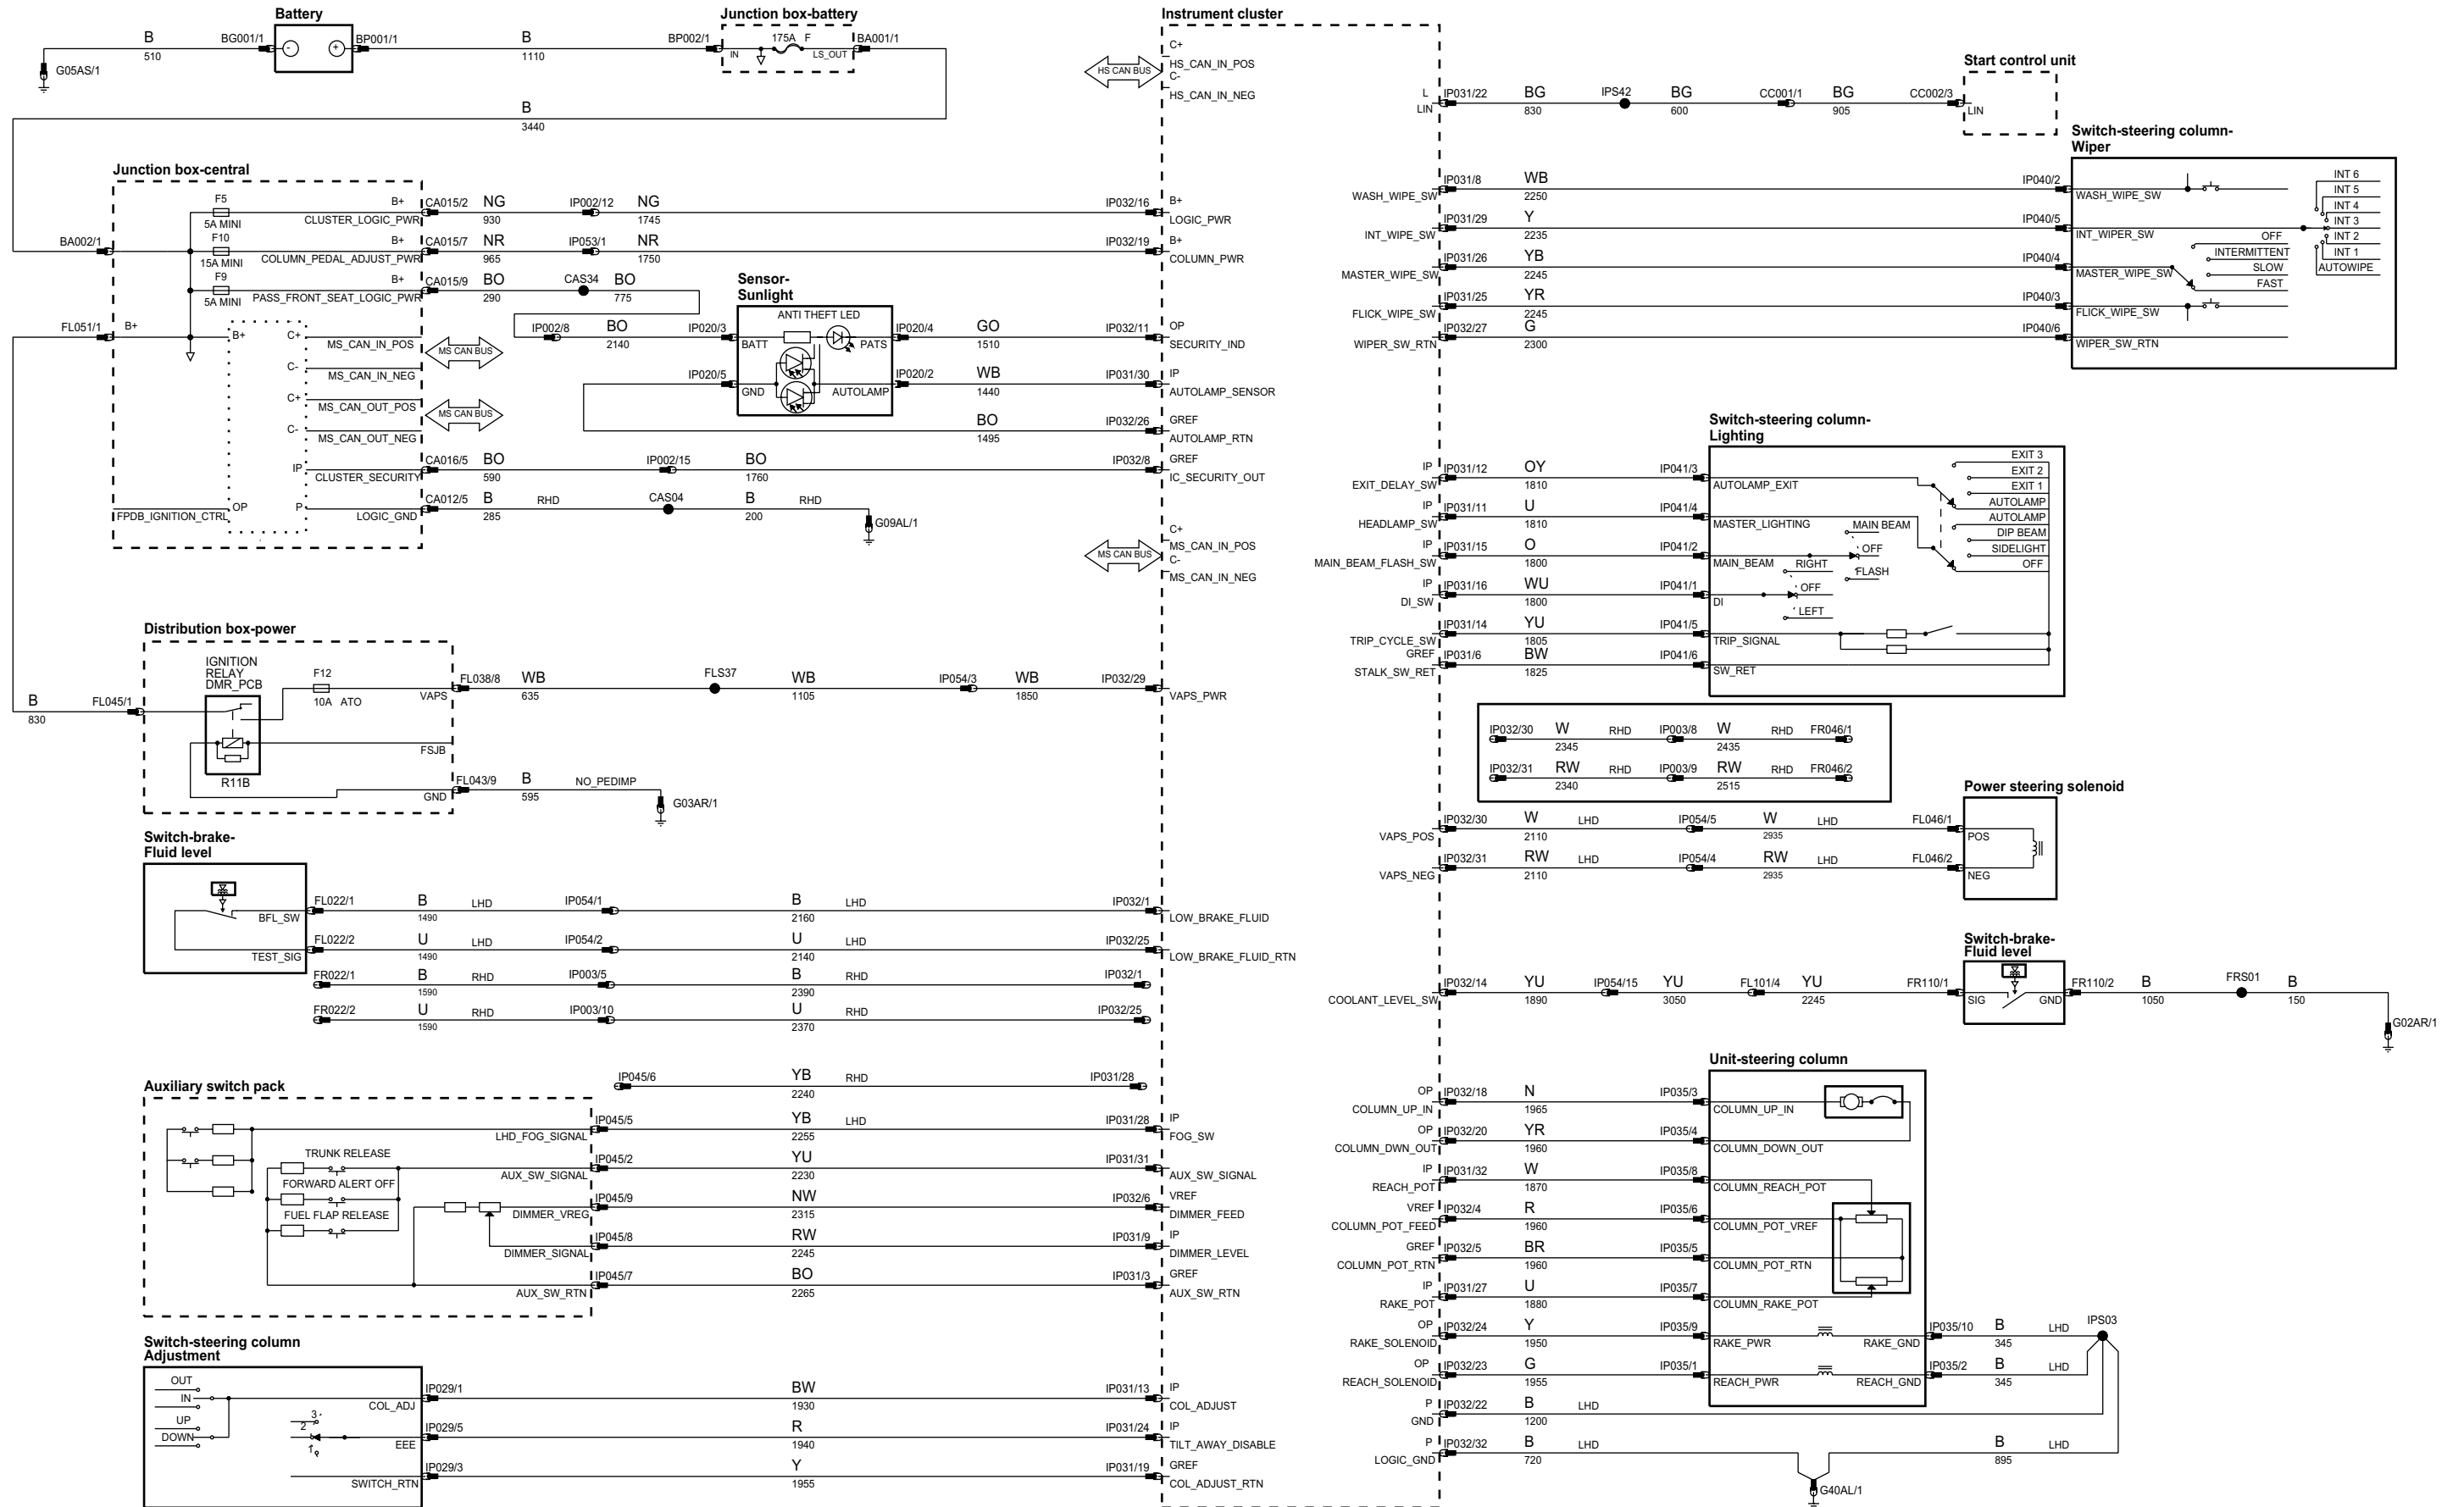 Battery
B
510
BG001/1
BP001/1
G05AS/1
B
1110
BP002/1
Junction box-battery
175A F
IN
LS_OUT
BA001/1
B
3440
Junction box-central
BA002/1
FL051/1
B+
F5
5A MINI
F10
15A MINI
F9
5A MINI
B+
CLUSTER_LOGIC_PWR
B+
COLUMN_PEDAL_ADJUST_PWR
B+
PASS_FRONT_SEAT_LOGIC_PWR
B+
C+
MS_CAN_IN_POS
C-
MS_CAN_IN_NEG
C+
MS_CAN_OUT_POS
C-
MS_CAN_OUT_NEG
IP
CLUSTER_SECURITY
OP
P
FPDB_IGNITION_CTRL
LOGIC_GND
MS CAN BUS
MS CAN BUS
CA015/2 NG 930 IP002/12 NG 1745 IP032/16
CA015/7 NR 965 IP053/1 NR 1750 IP032/19
CA015/9 BO 290 CAS34 BO 775
IP002/8 BO 2140 IP020/3
Sensor-
Sunlight
ANTI THEFT LED
BATT
PATS
GND
AUTOLAMP
IP020/4 GO 1510 IP032/11
IP020/5
IP020/2 WB 1440 IP031/30
BO 1495 IP032/26
CA016/5 BO 590 IP002/15 BO 1760 IP032/8
CA012/5 B 285 RHD CAS04 B 200 RHD
G09AL/1
Distribution box-power
B
830
FL045/1
IGNITION
RELAY
DMR_PCB
R11B
F12
10A ATO
VAPS
FSJB
GND
FL038/8 WB 635 FLS37 WB 1105 IP054/3 WB 1850 IP032/29
FL043/9 B 595 NO_PEDIMP
G03AR/1
Switch-brake-
Fluid level
BFL_SW
TEST_SIG
FL022/1 B 1490 LHD IP054/1 B 2160 LHD IP032/1
FL022/2 U 1490 LHD IP054/2 U 2140 LHD IP032/25
FR022/1 B 1590 RHD IP003/5 B 2390 RHD IP032/1
FR022/2 U 1590 RHD IP003/10 U 2370 RHD IP032/25
Auxiliary switch pack
IP045/6 YB 2240 RHD IP031/28
LHD_FOG_SIGNAL
TRUNK RELEASE
AUX_SW_SIGNAL
FORWARD ALERT OFF
FUEL FLAP RELEASE
DIMMER_VREG
DIMMER_SIGNAL
AUX_SW_RTN
IP045/5 YB 2255 LHD IP031/28
IP045/2 YU 2230 IP031/31
IP045/9 NW 2315 IP032/6
IP045/8 RW 2245 IP031/9
IP045/7 BO 2265 IP031/3
Switch-steering column
Adjustment
OUT
IN
UP
DOWN
3
2
1
COL_ADJ
EEE
SWITCH_RTN
IP029/1 BW 1930 IP031/13
IP029/5 R 1940 IP031/24
IP029/3 Y 1955 IP031/19
Instrument cluster
HS CAN BUS
C+
HS_CAN_IN_POS
C-
HS_CAN_IN_NEG
B+
LOGIC_PWR
B+
COLUMN_PWR
OP
SECURITY_IND
IP
AUTOLAMP_SENSOR
GREF
AUTOLAMP_RTN
GREF
IC_SECURITY_OUT
MS CAN BUS
C+
MS_CAN_IN_POS
C-
MS_CAN_IN_NEG
VAPS_PWR
LOW_BRAKE_FLUID
LOW_BRAKE_FLUID_RTN
IP
FOG_SW
AUX_SW_SIGNAL
VREF
DIMMER_FEED
IP
DIMMER_LEVEL
GREF
AUX_SW_RTN
IP
COL_ADJUST
IP
TILT_AWAY_DISABLE
GREF
COL_ADJUST_RTN
L
LIN
IP031/22 BG 830 IPS42 BG 600 CC001/1 BG 905 CC002/3
Start control unit
LIN
WASH_WIPE_SW
IP031/8 WB 2250 IP040/2
INT_WIPE_SW
IP031/29 Y 2235 IP040/5
MASTER_WIPE_SW
IP031/26 YB 2245 IP040/4
FLICK_WIPE_SW
IP031/25 YR 2245 IP040/3
WIPER_SW_RTN
IP032/27 G 2300 IP040/6
Switch-steering column-
Wiper
WASH_WIPE_SW
INT_WIPER_SW
MASTER_WIPE_SW
FLICK_WIPE_SW
WIPER_SW_RTN
OFF
INTERMITTENT
SLOW
FAST
INT 6
INT 5
INT 4
INT 3
INT 2
INT 1
AUTOWIPE
Switch-steering column-
Lighting
IP
EXIT_DELAY_SW
IP031/12 OY 1810 IP041/3
IP
HEADLAMP_SW
IP031/11 U 1810 IP041/4
IP
MAIN_BEAM_FLASH_SW
IP031/15 O 1800 IP041/2
IP
DI_SW
IP031/16 WU 1800 IP041/1
TRIP_CYCLE_SW
IP031/14 YU 1805 IP041/5
GREF
STALK_SW_RET
IP031/6 BW 1825 IP041/6
AUTOLAMP_EXIT
MASTER_LIGHTING
MAIN_BEAM
DI
TRIP_SIGNAL
SW_RET
MAIN BEAM
OFF
FLASH
RIGHT
OFF
LEFT
EXIT 3
EXIT 2
EXIT 1
AUTOLAMP
AUTOLAMP
DIP BEAM
SIDELIGHT
OFF
IP032/30 W 2345 RHD IP003/8 W 2435 RHD FR046/1
IP032/31 RW 2340 RHD IP003/9 RW 2515 RHD FR046/2
Power steering solenoid
VAPS_POS
IP032/30 W 2110 LHD IP054/5 W 2935 LHD FL046/1
POS
VAPS_NEG
IP032/31 RW 2110 LHD IP054/4 RW 2935 LHD FL046/2
NEG
Switch-brake-
Fluid level
COOLANT_LEVEL_SW
IP032/14 YU 1890 IP054/15 YU 3050 FL101/4 YU 2245 FR110/1
SIG
GND
FR110/2 B 1050 FRS01 B 150
G02AR/1
Unit-steering column
OP
COLUMN_UP_IN
IP032/18 N 1965 IP035/3
COLUMN_UP_IN
OP
COLUMN_DWN_OUT
IP032/20 YR 1960 IP035/4
COLUMN_DOWN_OUT
IP
REACH_POT
IP031/32 W 1870 IP035/8
COLUMN_REACH_POT
VREF
COLUMN_POT_FEED
IP032/4 R 1960 IP035/6
COLUMN_POT_VREF
GREF
COLUMN_POT_RTN
IP032/5 BR 1960 IP035/5
COLUMN_POT_RTN
IP
RAKE_POT
IP031/27 U 1880 IP035/7
COLUMN_RAKE_POT
OP
RAKE_SOLENOID
IP032/24 Y 1950 IP035/9
RAKE_PWR
RAKE_GND
IP035/10 B 345 LHD
IPS03
OP
REACH_SOLENOID
IP032/23 G 1955 IP035/1
REACH_PWR
REACH_GND
IP035/2 B 345 LHD
P
GND
IP032/22 B 1200 LHD
P
LOGIC_GND
IP032/32 B 720 LHD
B 895 LHD
G40AL/1